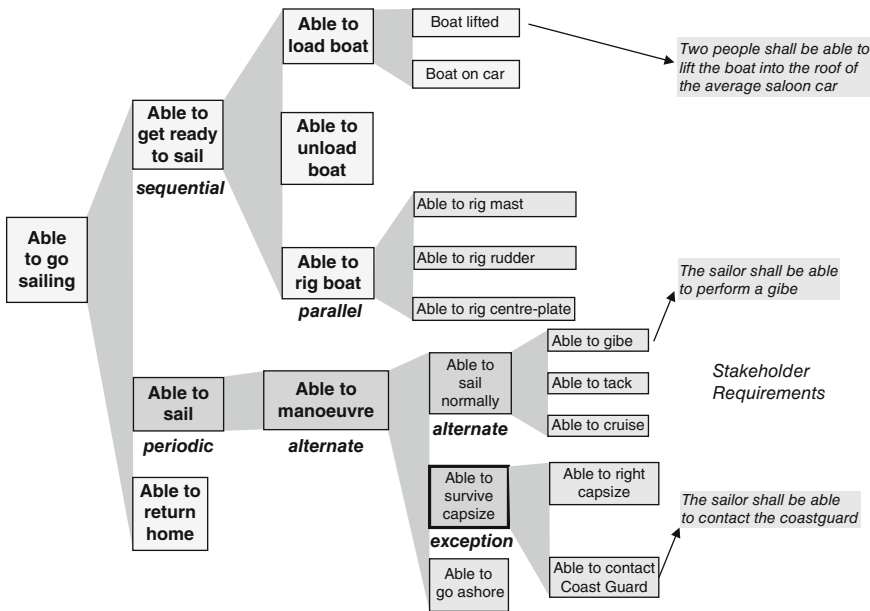 Able to
go
sailing
Able to
get ready
to sail
sequential
Able to
load boat
Boat lifted
Boat on car
Two people shall be able to
lift the boat into the roof of
the average saloon car
Able to
unload
boat
Able to
rig boat
parallel
Able to rig mast
Able to rig rudder
Able to rig centre-plate
Able to
sail
periodic
Able to
manoeuvre
alternate
Able to
sail
normally
alternate
Able to gibe
Able to tack
Able to cruise
The sailor shall be able
to perform a gibe
Stakeholder
Requirements
Able to
survive
capsize
exception
Able to right
capsize
Able to contact
Coast Guard
The sailor shall be able
to contact the coastguard
Able to
go ashore
Able to
return
home